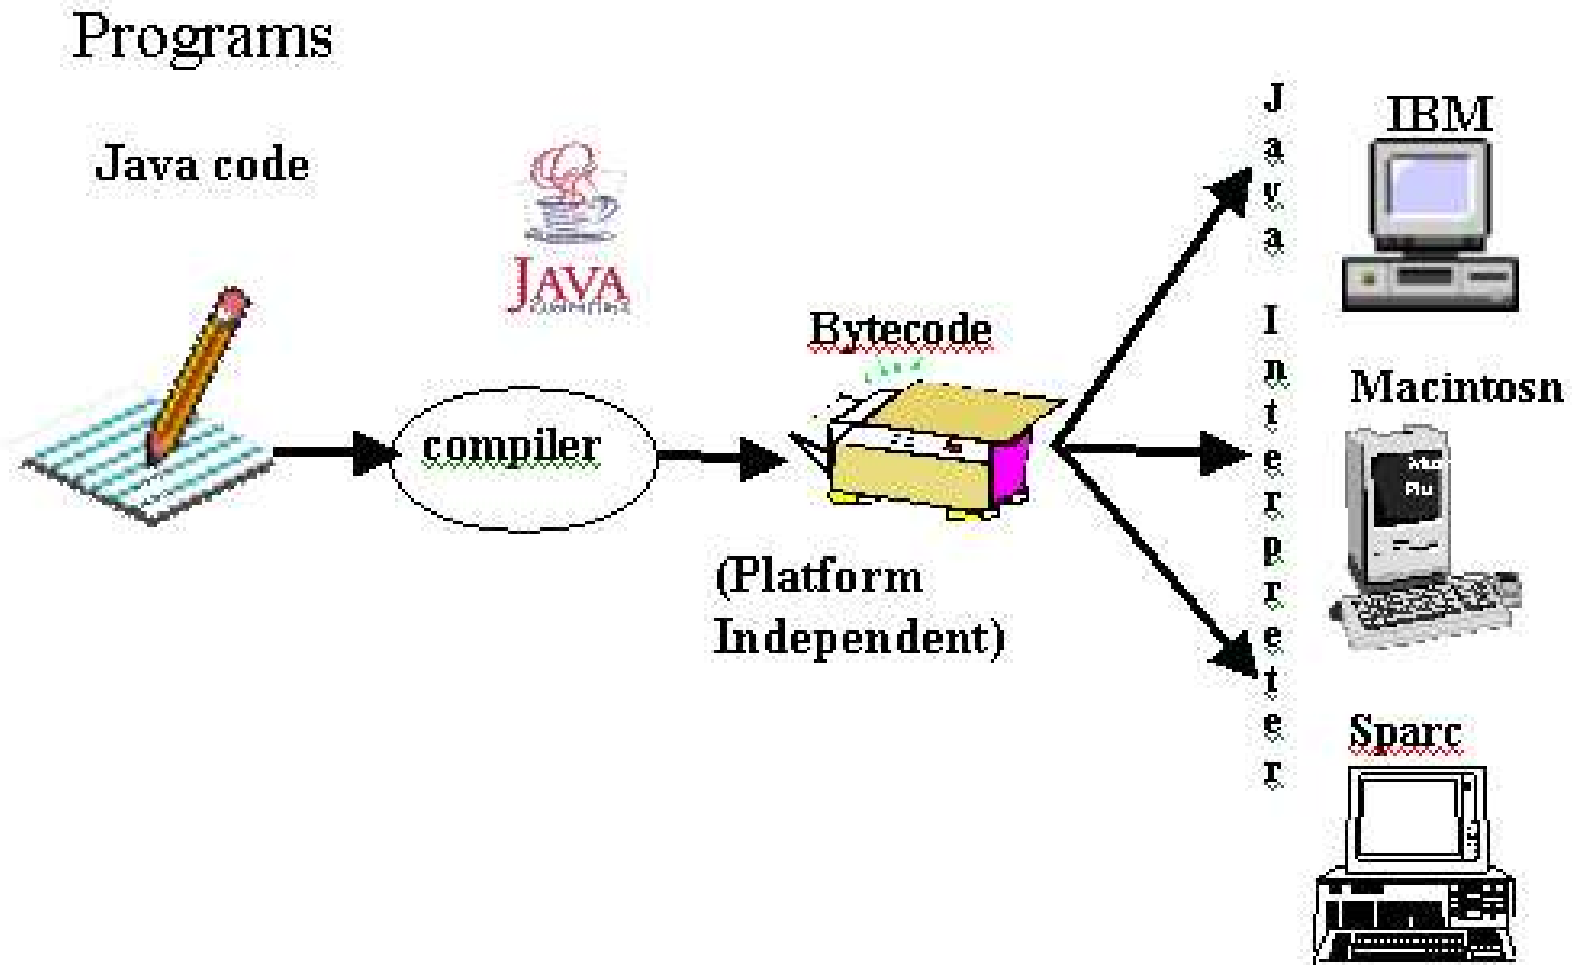 Programs
Java code
JAVA
Bytecode
compiler
(Platform
Independent)
Java Interpreter
IBM
Macintosn
Sparc